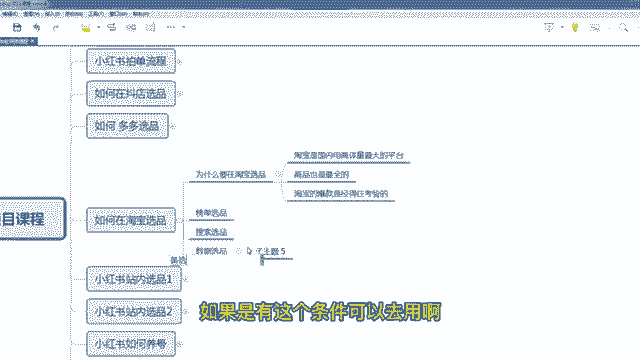 小红书拍单流程
如何在抖店选品
如何 多多选品
为什么要在淘宝选品
淘宝是国内电商体量最大的平台
商品也是最全的
淘宝的爆款是经得住考验的
目课程
如何在淘宝选品
榜单选品
搜索选品
数据选品
子主题 5
小红书站内选品1
小红书站内选品2
小红书如何养号
如果是有这个条件可以去用啊